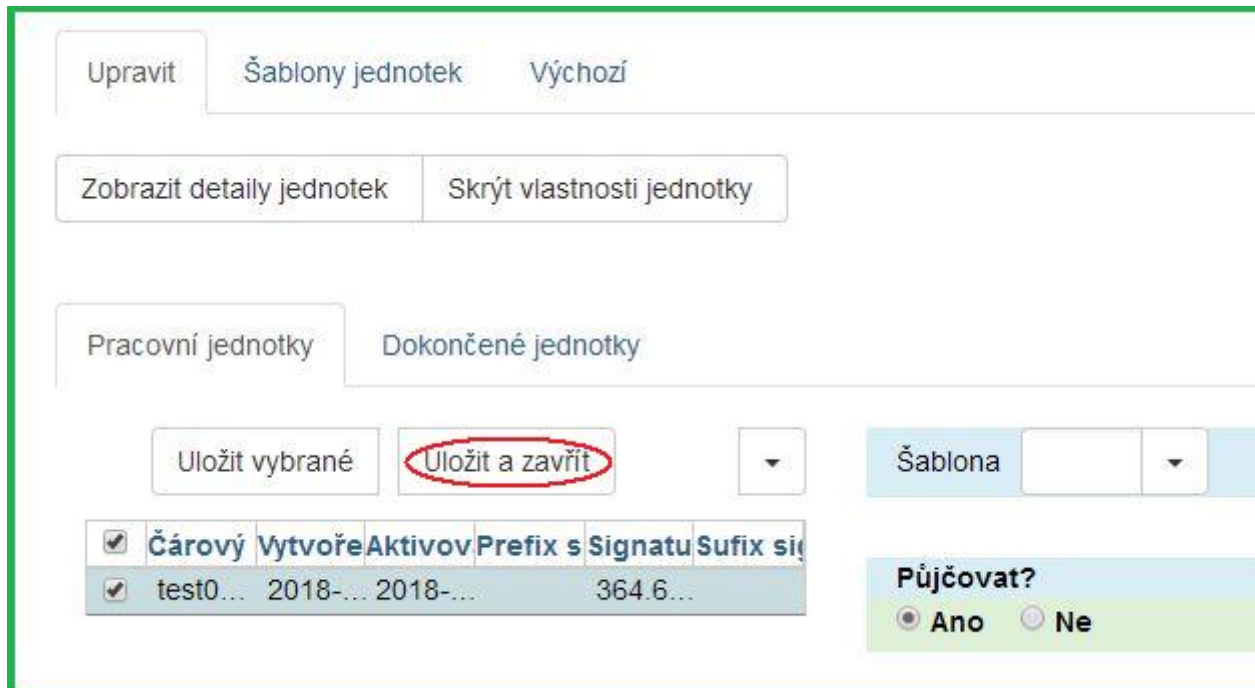 Upravit Šablony jednotek Výchozí
Zobrazit detaily jednotek Skrýt vlastnosti jednotky
Pracovní jednotky Dokončené jednotky
Uložit vybrané Uložit a zavřít Šablona
Čárový Vytvoře Aktivov Prefix s Signatu Sufix sig
test0... 2018-... 2018-... 364.6...
Půjčovat?
Ano Ne